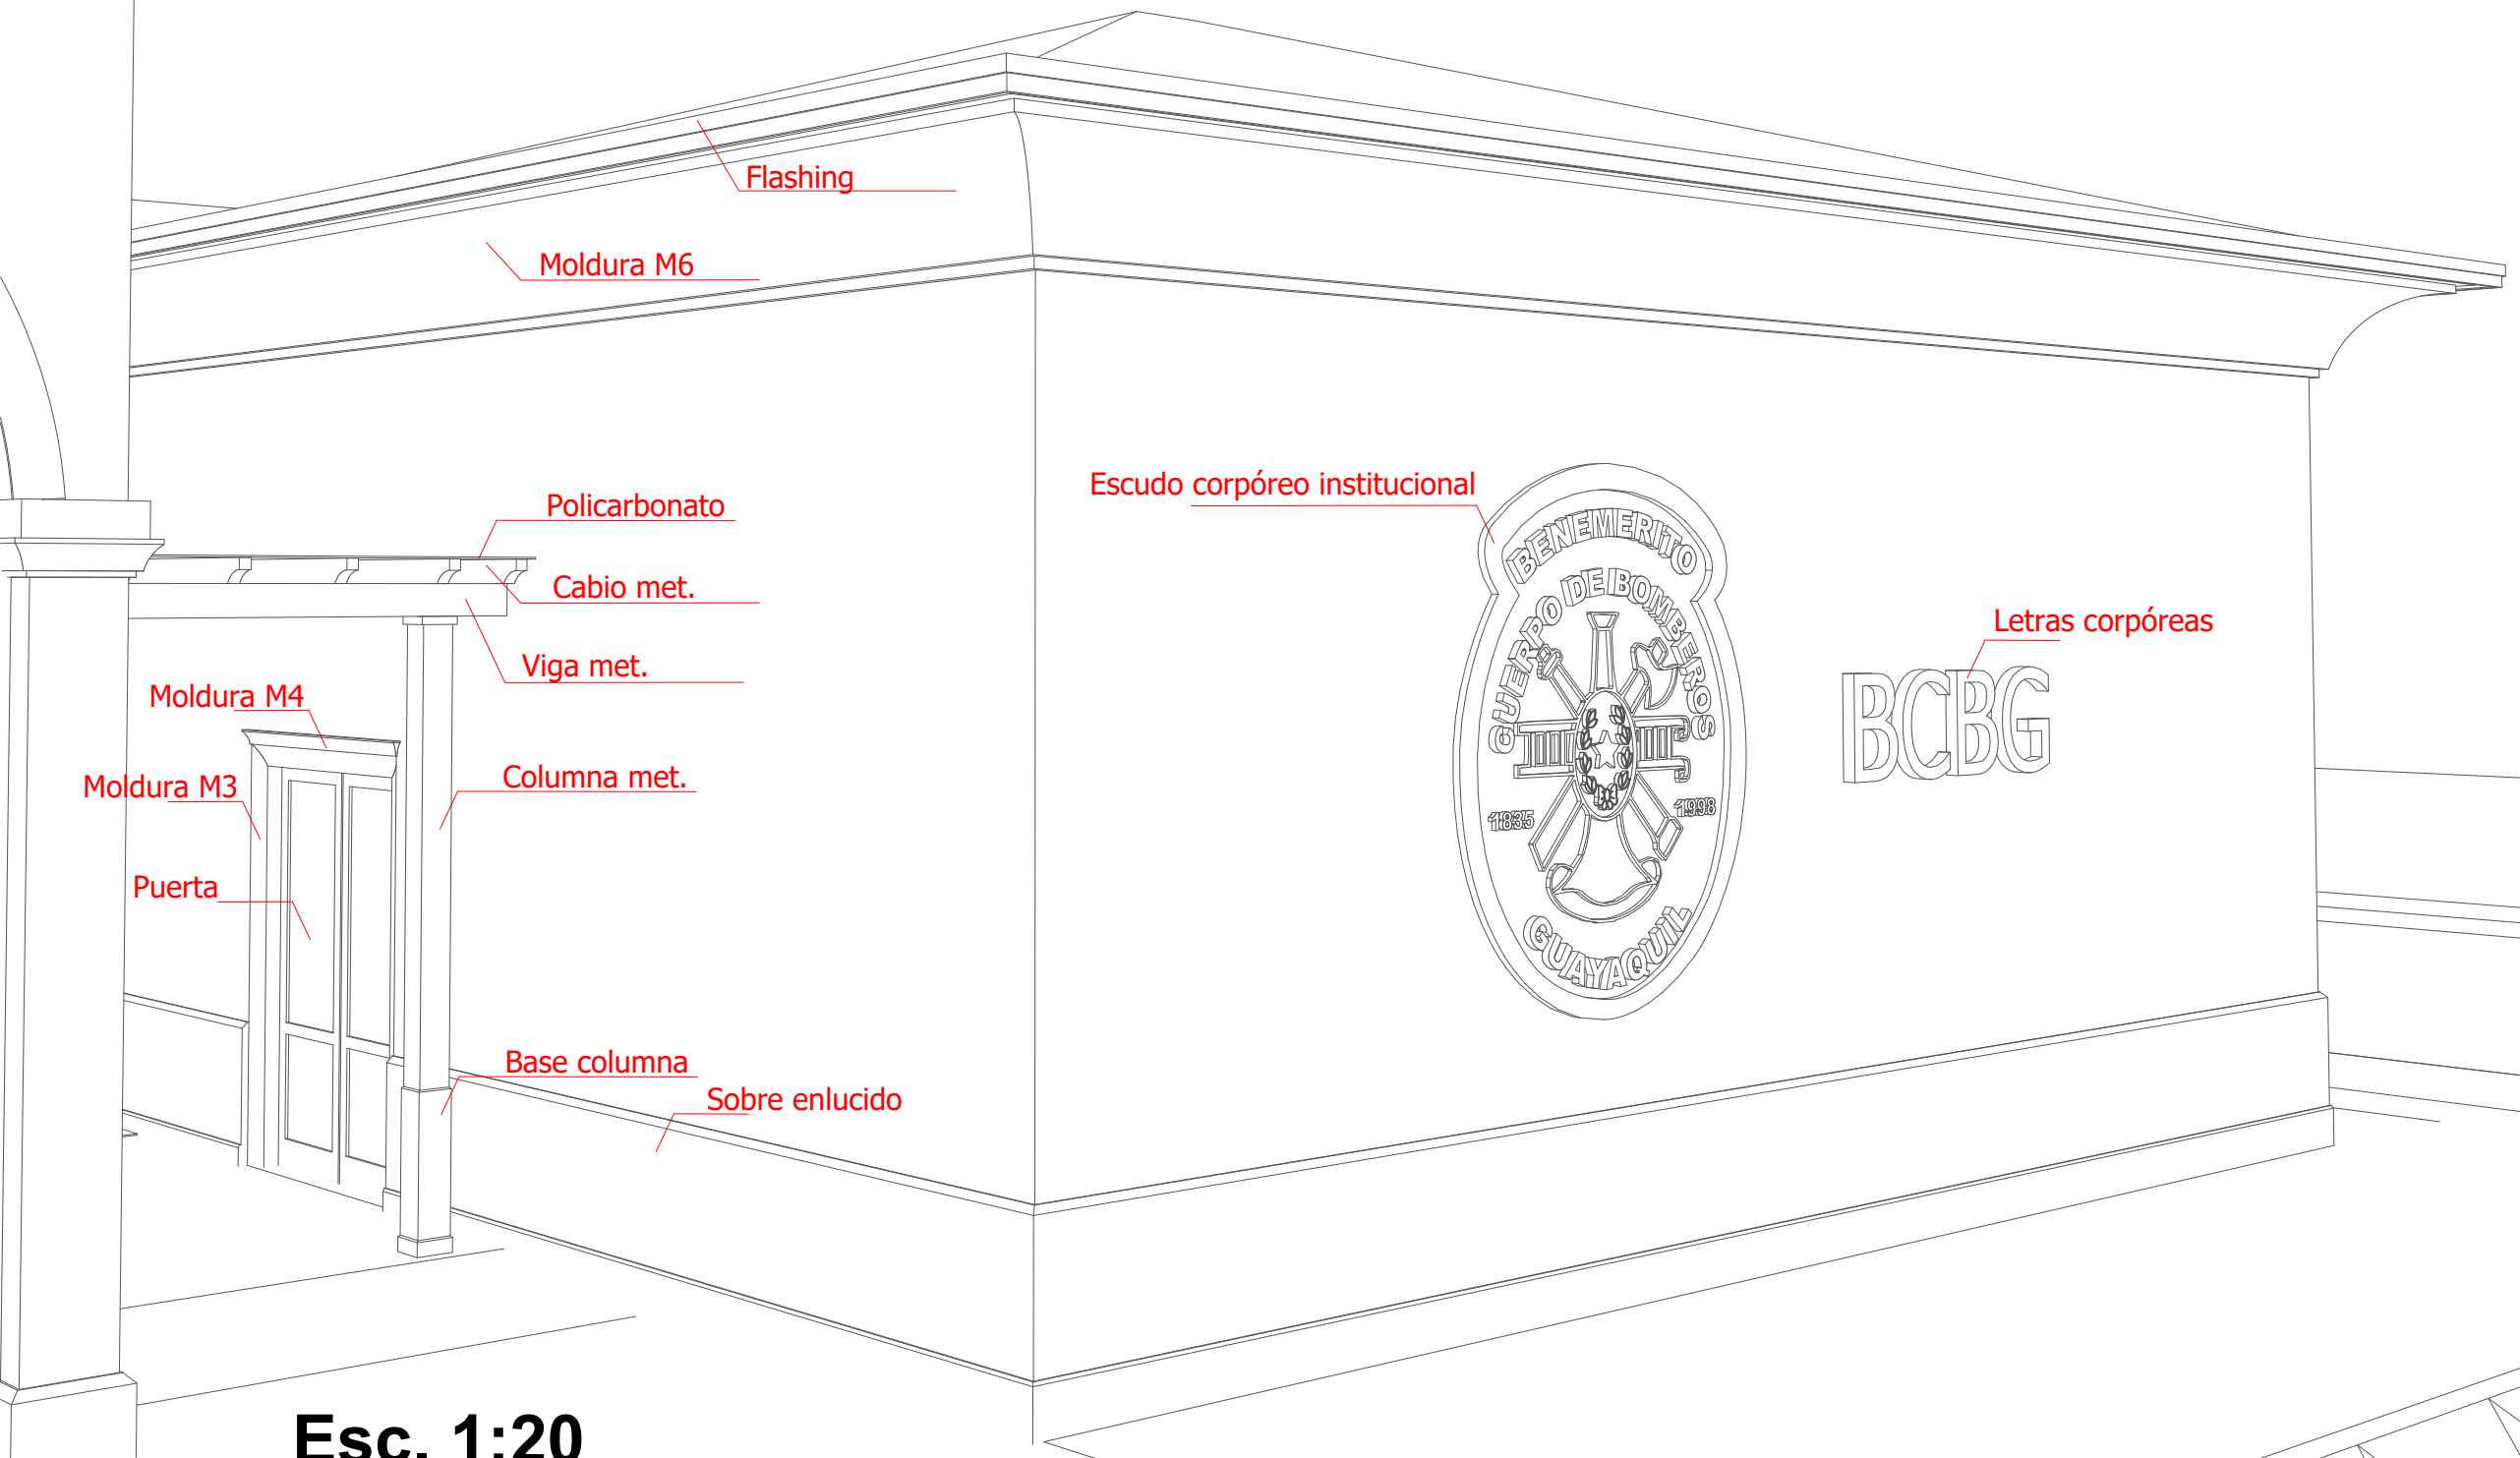 Flashing
Moldura M6
Escudo corpóreo institucional
Policarbonato
Cabio met.
Viga met.
Letras corpóreas
Moldura M4
Moldura M3
Columna met.
Puerta
Base columna
Sobre enlucido
BENEMERITO
CUERPO DE BOMBEROS
1835
1998
GUAYAQUIL
BCBG
Esc. 1:20